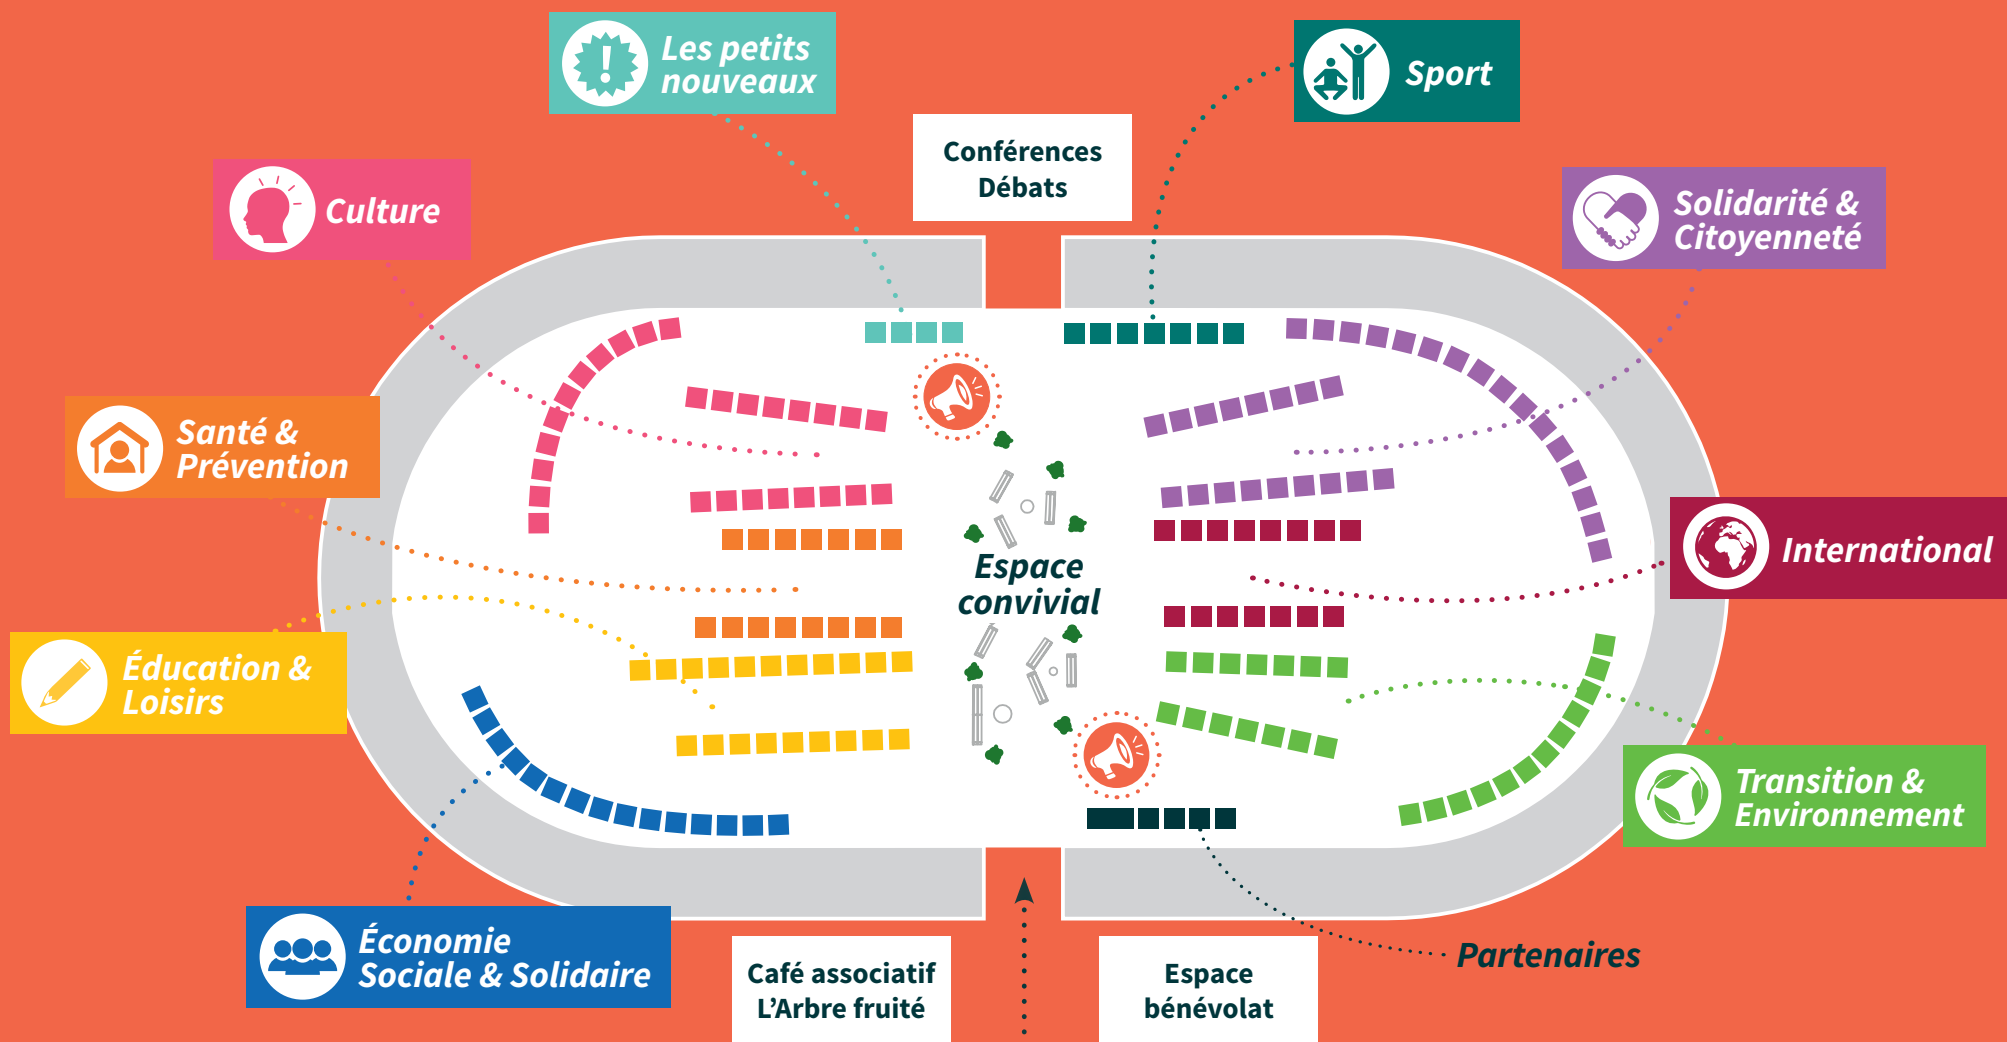 Les petits
nouveaux
Sport
Conférences
Débats
Culture
Solidarité &
Citoyenneté
Santé &
Prévention
International
Espace
convivial
Éducation &
Loisirs
Transition &
Environnement
Économie
Sociale & Solidaire
Café associatif
L'Arbre fruité
Espace
bénévolat
Partenaires